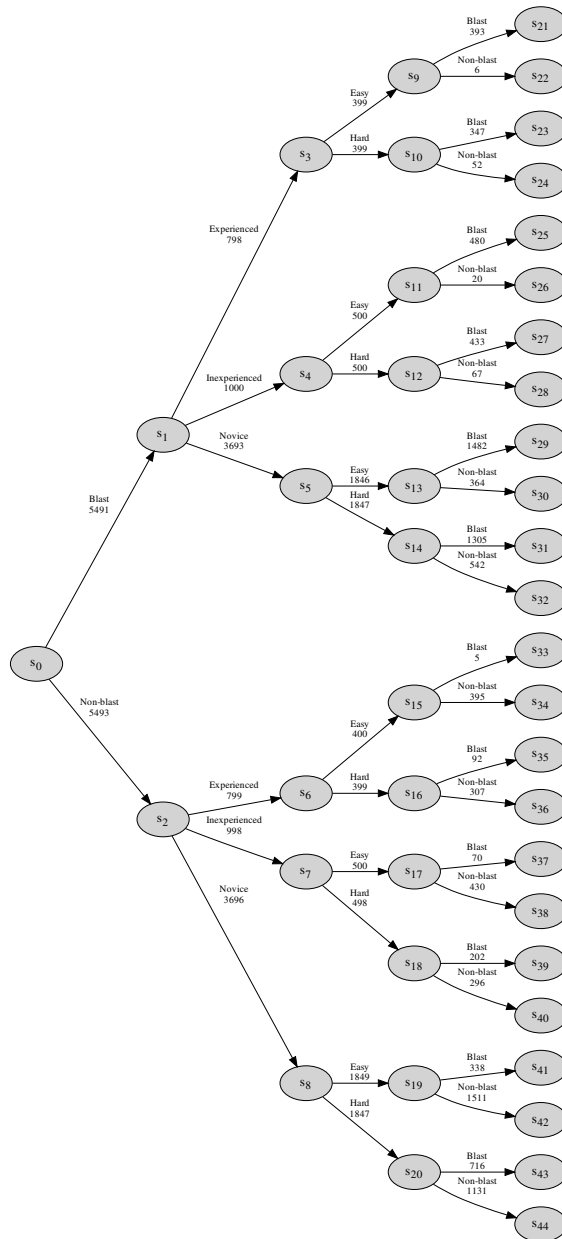 Blast
393
s21
Non-blast
6
s22
s9
Easy
399
Blast
347
s23
s3
Hard
399
s10
Non-blast
52
s24
Experienced
798
Blast
480
s25
s11
Non-blast
20
s26
Easy
500
Blast
433
s27
Inexperienced
1000
s4
Hard
500
s12
Non-blast
67
s28
s1
Novice
3693
Blast
1482
s29
s5
Easy
1846
s13
Non-blast
364
s30
Blast
5491
Hard
1847
s14
Blast
1305
s31
Non-blast
542
s32
s0
Blast
5
s33
Non-blast
5493
s15
Non-blast
395
s34
Easy
400
Blast
92
s35
Experienced
799
s6
Hard
399
s16
Non-blast
307
s36
s2
Inexperienced
998
Blast
70
s37
s7
Easy
500
s17
Non-blast
430
s38
Novice
3696
Hard
498
Blast
202
s39
s18
Non-blast
296
s40
Blast
338
s41
s8
Easy
1849
s19
Non-blast
1511
s42
Hard
1847
Blast
716
s43
s20
Non-blast
1131
s44